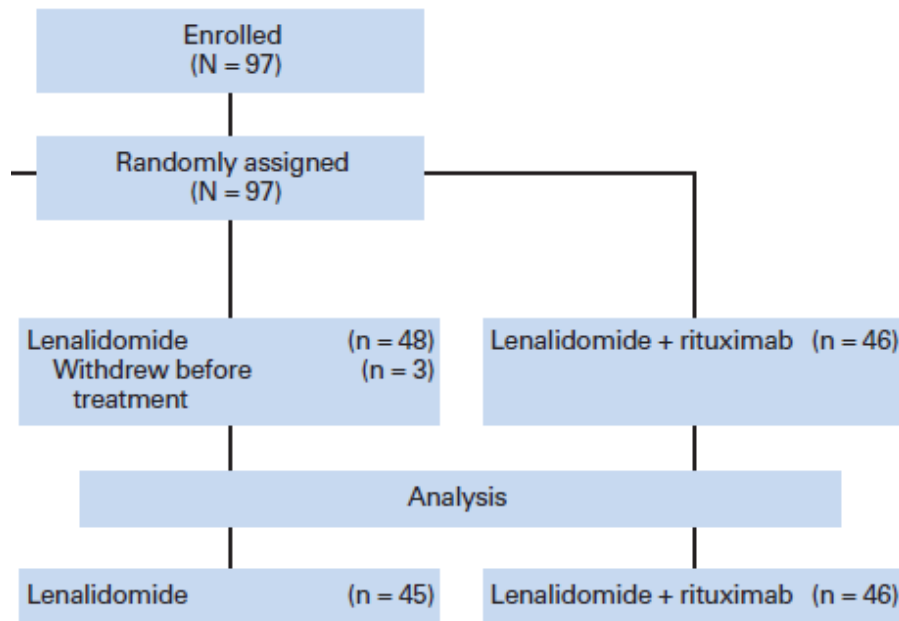 Enrolled
(N = 97)
Randomly assigned
(N = 97)
Lenalidomide (n = 48)
Withdrew before (n = 3)
treatment
Lenalidomide + rituximab (n = 46)
Analysis
Lenalidomide (n = 45)
Lenalidomide + rituximab (n = 46)